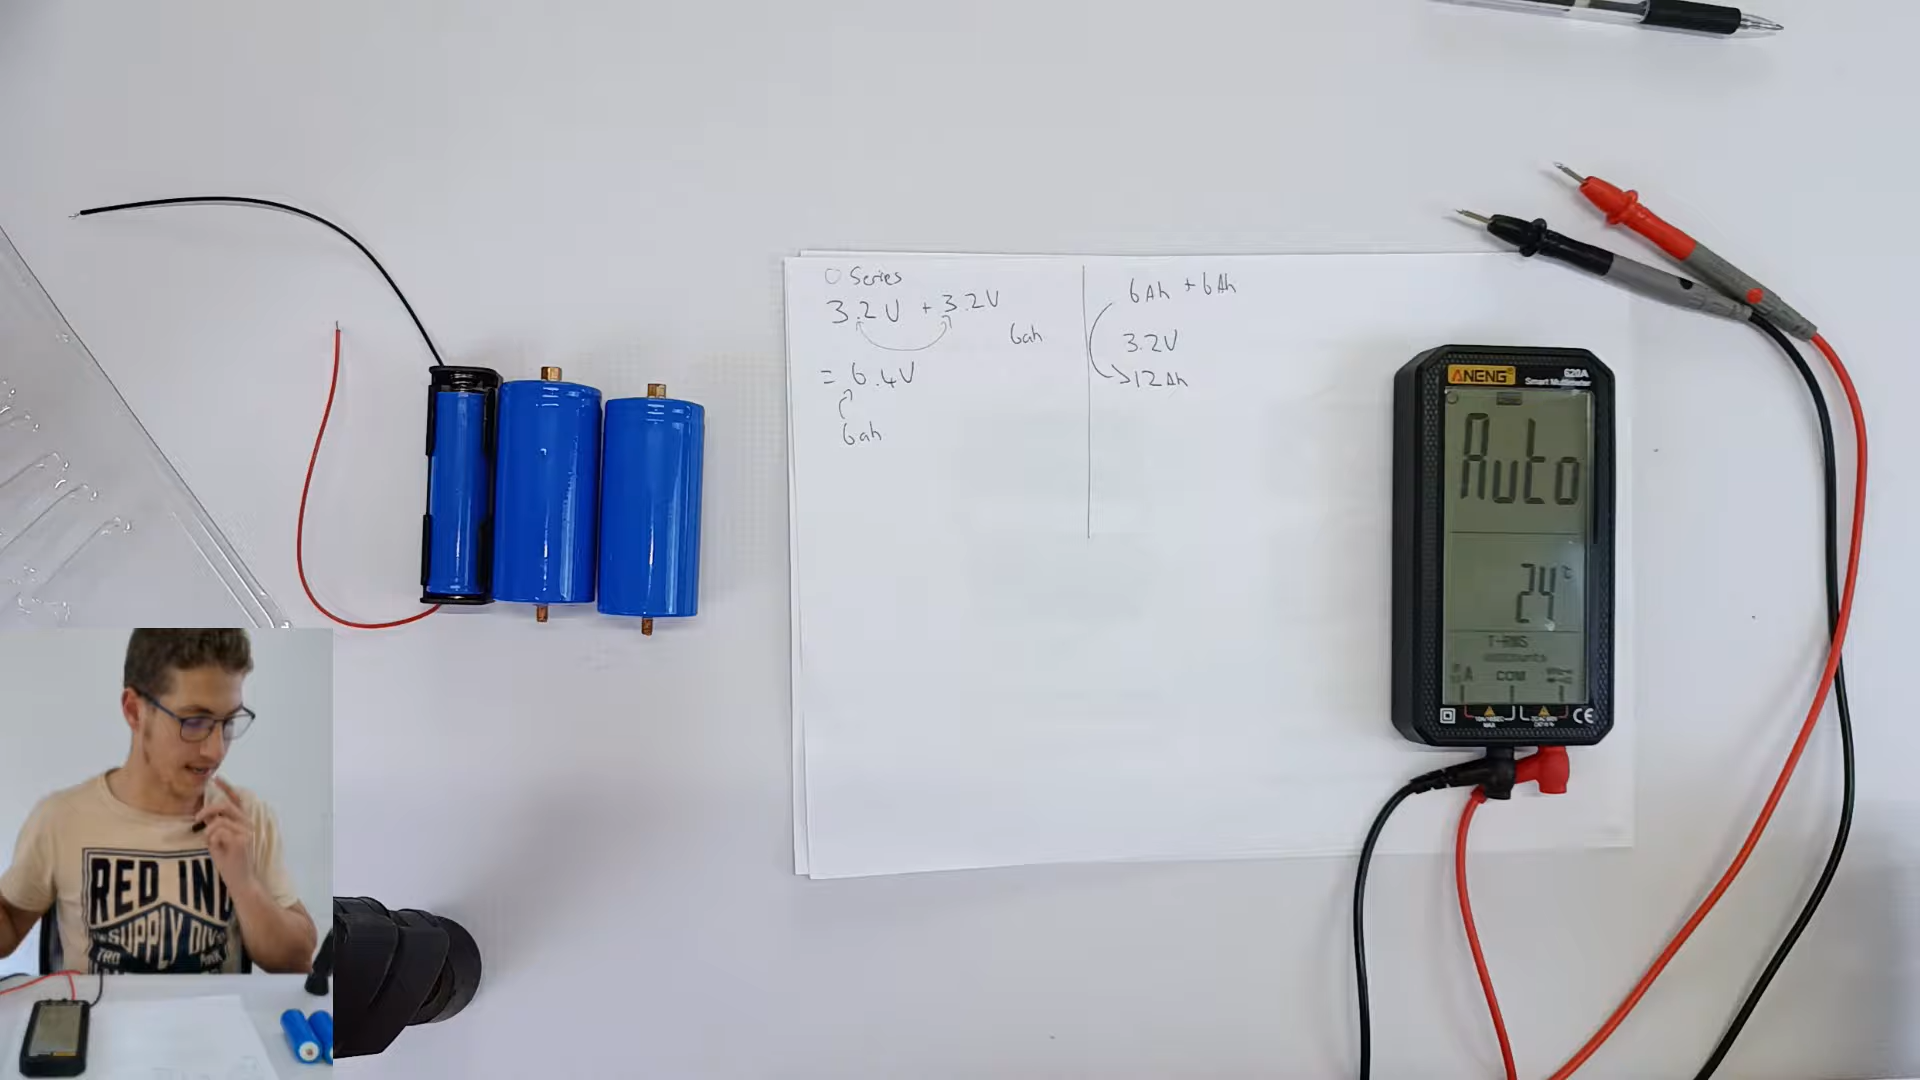 Series
3.2V + 3.2V
6ah
= 6.4V
6ah
6Ah + 6Ah
3.2V
12Ah
ANENG
620A
Smart Multimeter
Auto
24°C
T-RMS
COM
CE
RED IN
SUPPLY DIV